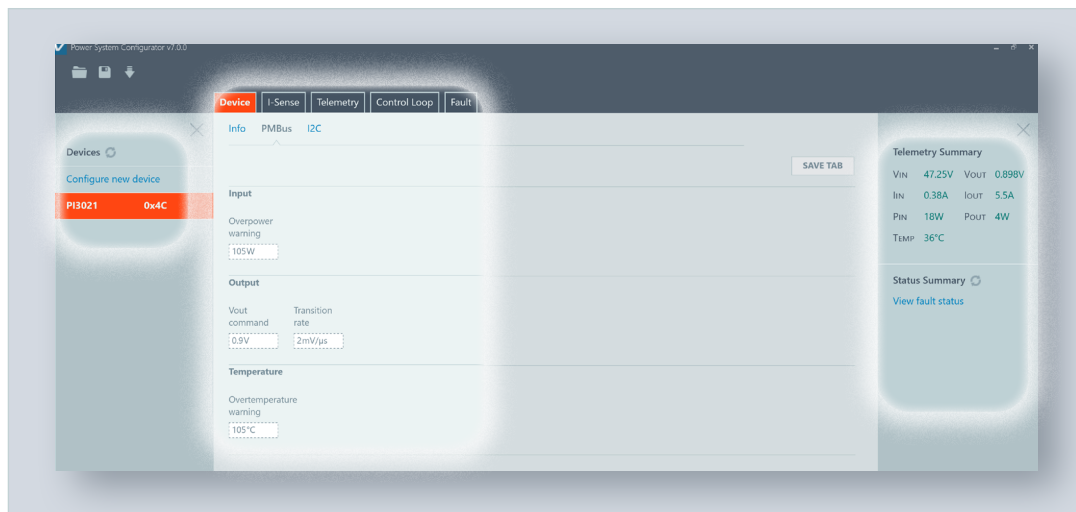 Power System Configurator v7.0.0
Device I-Sense Telemetry Control Loop Fault
Info PMBus I2C
Devices
Configure new device
PI3021 0x4C
SAVE TAB
Input
Overpower
warning
105W
Output
Vout
command
Transition
rate
0.9V 2mV/µs
Temperature
Overtemperature
warning
105°C
Telemetry Summary
VIN 47.25V VOUT 0.898V
IIN 0.38A IOUT 5.5A
PIN 18W POUT 4W
TEMP 36°C
Status Summary
View fault status